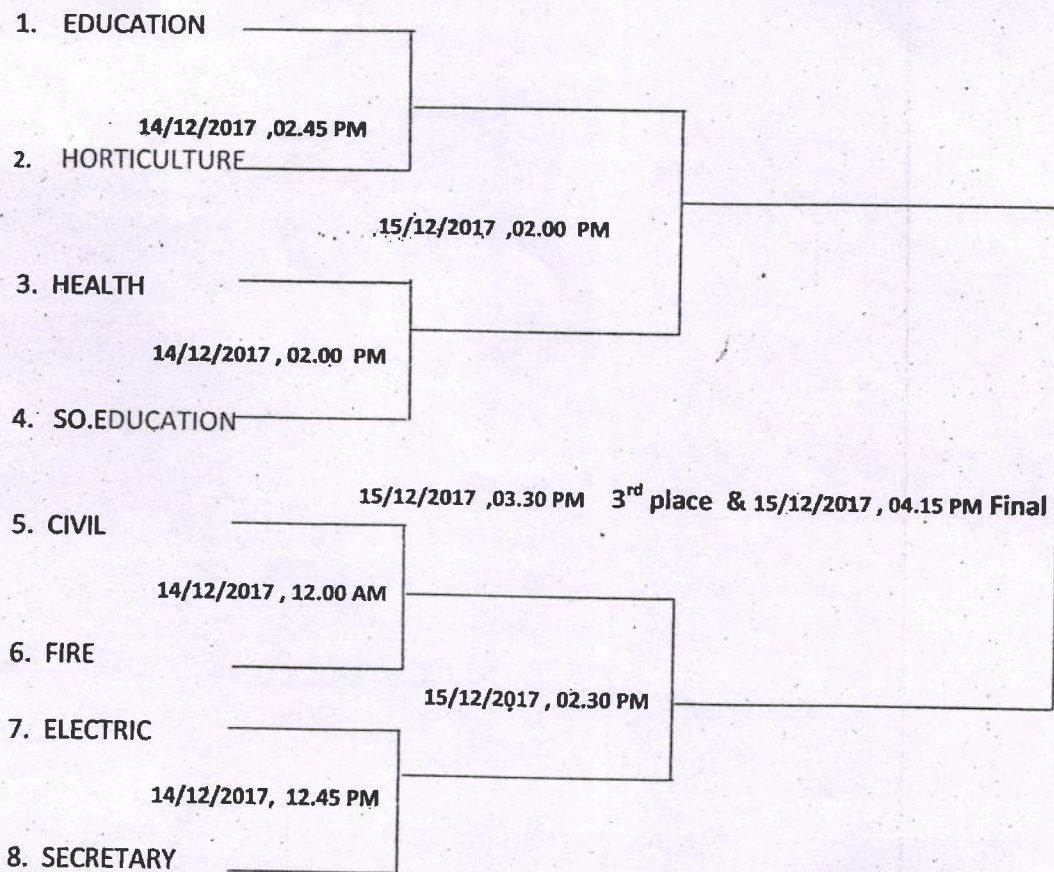 1. EDUCATION
14/12/2017 ,02.45 PM
2. HORTICULTURE
15/12/2017 ,02.00 PM
3. HEALTH
14/12/2017 , 02.00 PM
4. SO.EDUCATION
15/12/2017 ,03.30 PM 3rd place & 15/12/2017 , 04.15 PM Final
5. CIVIL
14/12/2017 , 12.00 AM
6. FIRE
15/12/2017 , 02.30 PM
7. ELECTRIC
14/12/2017, 12.45 PM
8. SECRETARY